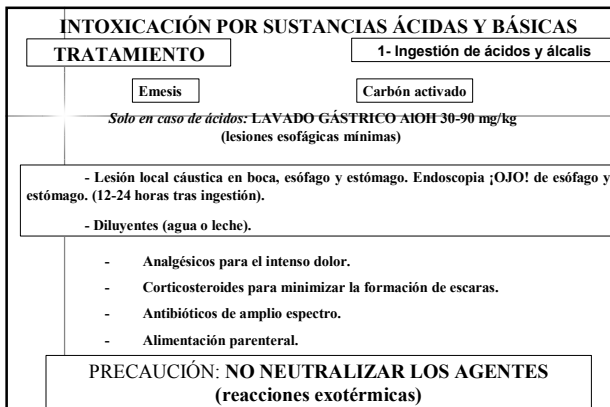 INTOXICACIÓN POR SUSTANCIAS ÁCIDAS Y BÁSICAS
TRATAMIENTO
1- Ingestión de ácidos y álcalis
Emesis
Carbón activado
Solo en caso de ácidos: LAVADO GÁSTRICO AlOH 30-90 mg/kg
(lesiones esofágicas mínimas)
- Lesión local cáustica en boca, esófago y estómago. Endoscopia ¡OJO! de esófago y
estómago. (12-24 horas tras ingestión).
- Diluyentes (agua o leche).
- Analgésicos para el intenso dolor.
- Corticosteroides para minimizar la formación de escaras.
- Antibióticos de amplio espectro.
- Alimentación parenteral.
PRECAUCIÓN: NO NEUTRALIZAR LOS AGENTES
(reacciones exotérmicas)